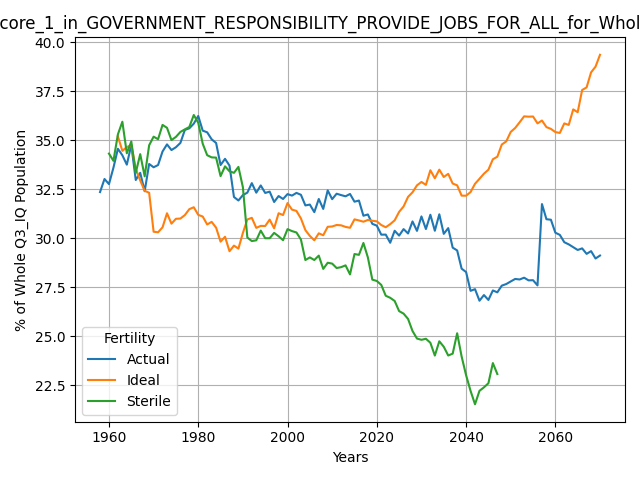 core_1_in_GOVERNMENT_RESPONSIBILITY_PROVIDE_JOBS_FOR_ALL_for_Whol
40.0
37.5
35.0
32.5
30.0
27.5
25.0
22.5
% of Whole Q3_IQ Population
Fertility
Actual
Ideal
Sterile
1960
1980
2000
2020
2040
2060
Years